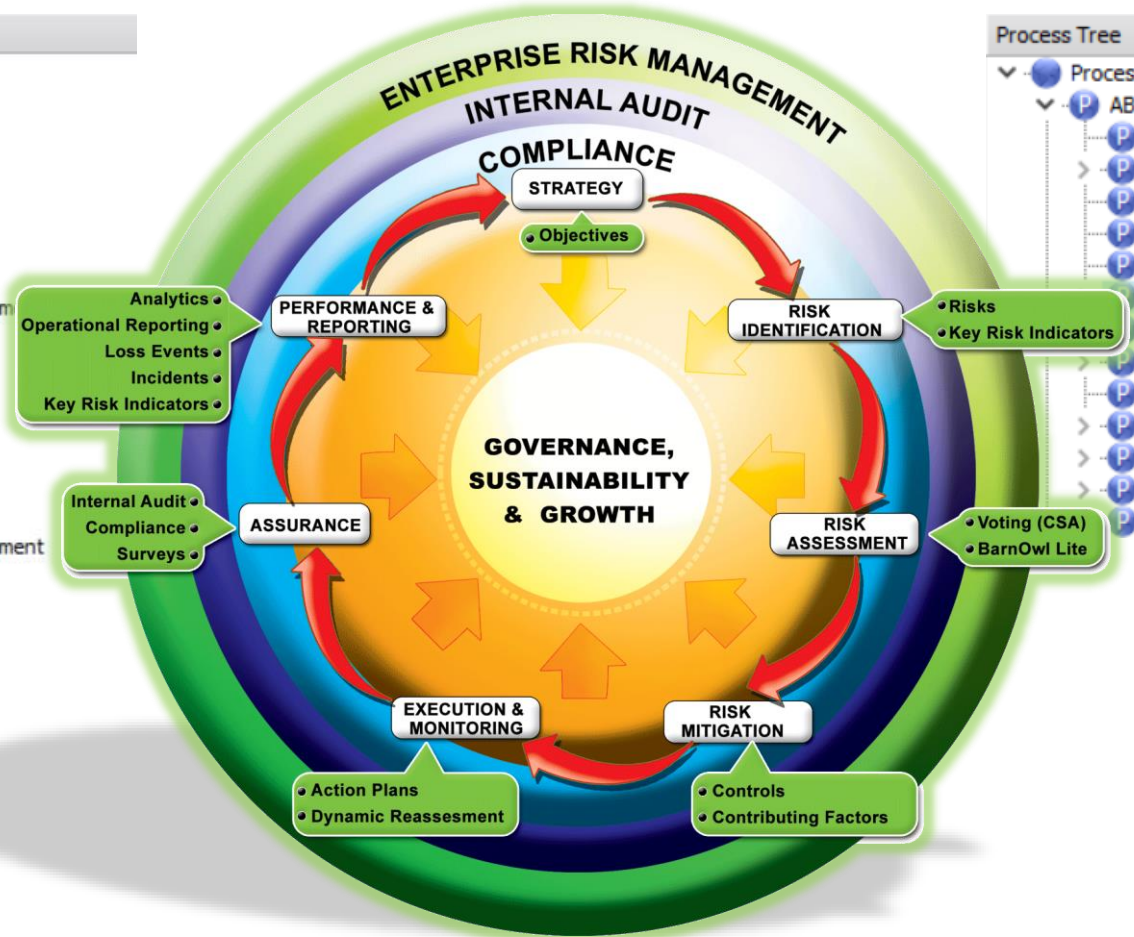 ENTERPRISE RISK MANAGEMENT
INTERNAL AUDIT
COMPLIANCE
STRATEGY
Objectives
RISK
IDENTIFICATION
Risks
Key Risk Indicators
RISK
ASSESSMENT
Voting (CSA)
BarnOwl Lite
RISK
MITIGATION
Controls
Contributing Factors
EXECUTION &
MONITORING
Action Plans
Dynamic Reassesment
ASSURANCE
Internal Audit
Compliance
Surveys
PERFORMANCE &
REPORTING
Analytics
Operational Reporting
Loss Events
Incidents
Key Risk Indicators
GOVERNANCE,
SUSTAINABILITY
& GROWTH
Process Tree
P
P
P
P
P
P
P
P
P
P
P
P